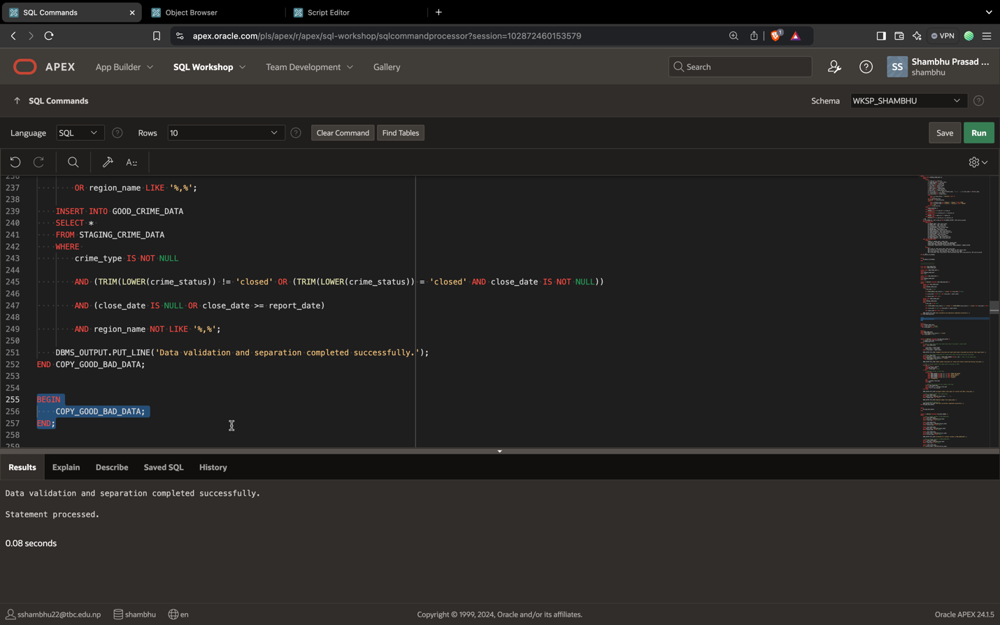 SQL Commands
Object Browser
Script Editor
apex.oracle.com/pls/apex/r/apex/sql-workshop/sqlcommandprocessor?session=102872460153579
1
VPN
APEX
App Builder
SQL Workshop
Team Development
Gallery
Search
SS
Shambhu Prasad ...
shambhu
SQL Commands
Schema
WKSP_SHAMBHU
Language
SQL
Rows
10
Clear Command
Find Tables
Save
Run
236
237 OR region_name LIKE '%,%';
238
239 INSERT INTO GOOD_CRIME_DATA
240 SELECT *
241 FROM STAGING_CRIME_DATA
242 WHERE
243 crime_type IS NOT NULL
244
245 AND (TRIM(LOWER(crime_status)) != 'closed' OR (TRIM(LOWER(crime_status)) = 'closed' AND close_date IS NOT NULL))
246
247 AND (close_date IS NULL OR close_date >= report_date)
248
249 AND region_name NOT LIKE '%,%';
250
251 DBMS_OUTPUT.PUT_LINE('Data validation and separation completed successfully.');
252 END COPY_GOOD_BAD_DATA;
253
254
255 BEGIN
256 COPY_GOOD_BAD_DATA;
257 END;
258
259
Results
Explain
Describe
Saved SQL
History
Data validation and separation completed successfully.
Statement processed.
0.08 seconds
sshambhu22@tbc.edu.np
shambhu
en
Copyright © 1999, 2024, Oracle and/or its affiliates.
Oracle APEX 24.1.5